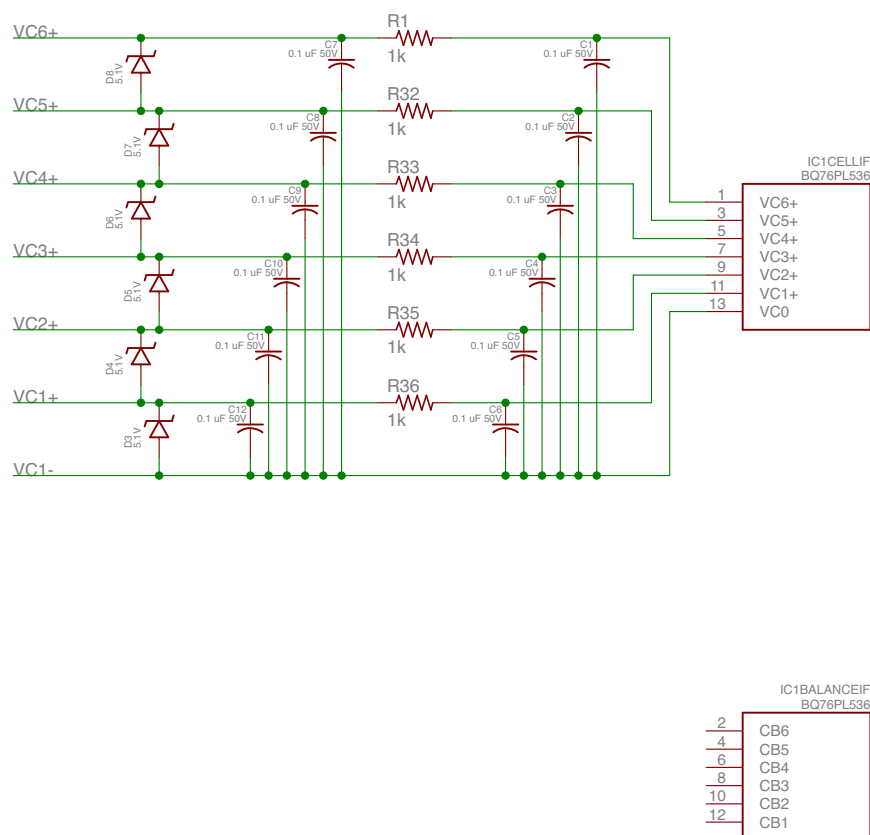 VC6+
D8
5.1V
C7
0.1 uF 50V
R1
1k
C1
0.1 uF 50V
VC5+
D7
5.1V
C8
0.1 uF 50V
R32
1k
C2
0.1 uF 50V
VC4+
D6
5.1V
C9
0.1 uF 50V
R33
1k
C3
0.1 uF 50V
VC3+
D5
5.1V
C10
0.1 uF 50V
R34
1k
C4
0.1 uF 50V
VC2+
D4
5.1V
C11
0.1 uF 50V
R35
1k
C5
0.1 uF 50V
VC1+
D3
5.1V
C12
0.1 uF 50V
R36
1k
C6
0.1 uF 50V
VC1-
IC1CELLIF
BQ76PL536
1 VC6+
3 VC5+
5 VC4+
7 VC3+
9 VC2+
11 VC1+
13 VC0
IC1BALANCEIF
BQ76PL536
2 CB6
4 CB5
6 CB4
8 CB3
10 CB2
12 CB1